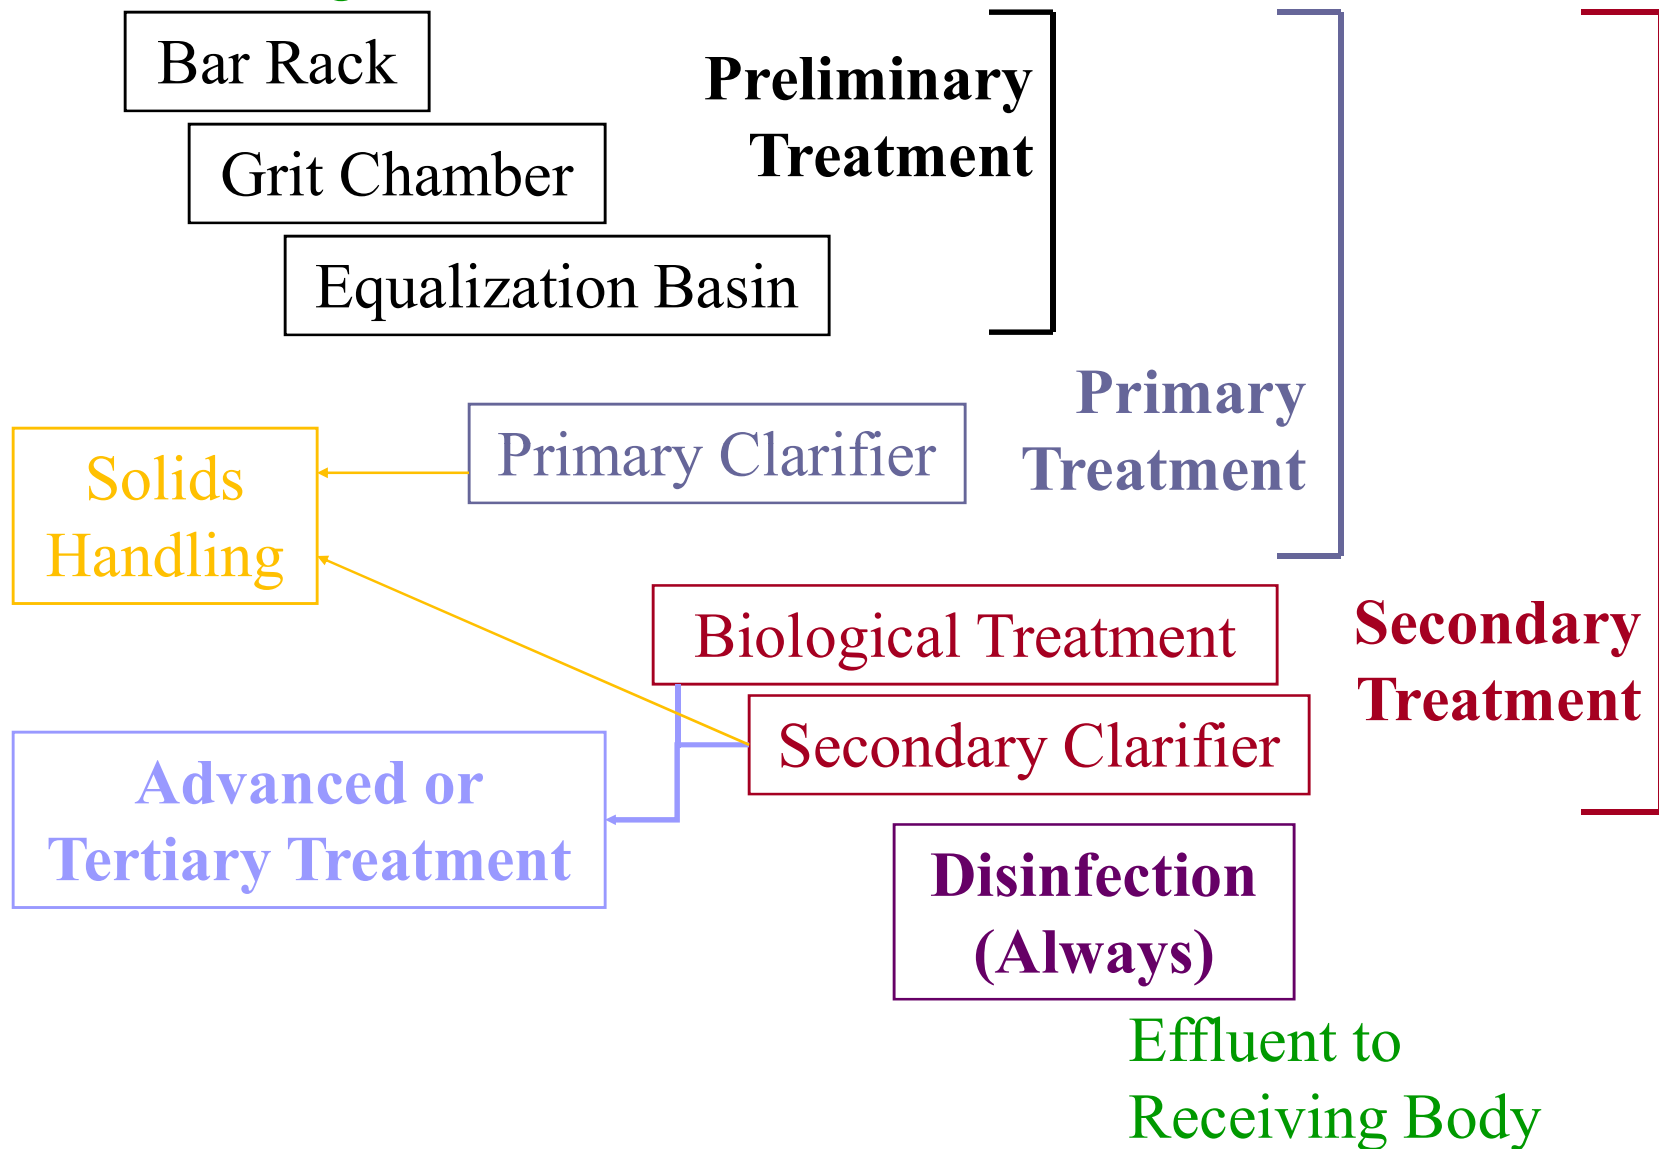 Bar Rack
Preliminary
Treatment
Grit Chamber
Equalization Basin
Primary
Treatment
Primary Clarifier
Solids
Handling
Biological Treatment
Secondary
Treatment
Secondary Clarifier
Advanced or
Tertiary Treatment
Disinfection
(Always)
Effluent to
Receiving Body